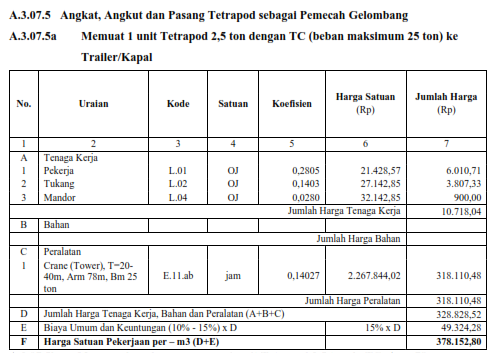 A.3.07.5 Angkat, Angkut dan Pasang Tetrapod sebagai Pemecah Gelombang
A.3.07.5a Memuat 1 unit Tetrapod 2,5 ton dengan TC (beban maksimum 25 ton) ke
Trailer/Kapal
No. Uraian Kode Satuan Koefisien Harga Satuan (Rp) Jumlah Harga (Rp)
1 2 3 4 5 6 7
A Tenaga Kerja
1 Pekerja L.01 OJ 0,2805 21.428,57 6.010,71
2 Tukang L.02 OJ 0,1403 27.142,85 3.807,33
3 Mandor L.04 OJ 0,0280 32.142,85 900,00
Jumlah Harga Tenaga Kerja 10.718,04
B Bahan
Jumlah Harga Bahan
C Peralatan
1 Crane (Tower), T=20-
40m, Arm 78m, Bm 25 E.11.ab jam 0,14027 2.267.844,02 318.110,48
ton
Jumlah Harga Peralatan 318.110,48
D Jumlah Harga Tenaga Kerja, Bahan dan Peralatan (A+B+C) 328.828,52
E Biaya Umum dan Keuntungan (10% - 15%) x D 15% x D 49.324,28
F Harga Satuan Pekerjaan per – m3 (D+E) 378.152,80